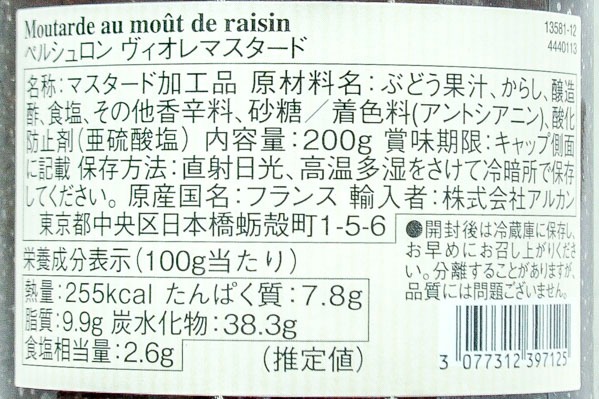 Moutarde au moût de raisin
13581-12
4440113
ペルシュロン ヴィオレマスタード
名称:マスタード加工品 原材料名:ぶどう果汁、からし、醸造
酢、食塩、その他香辛料、砂糖/着色料(アントシアニン)、酸化
防止剤(亜硫酸塩) 内容量:200g 賞味期限:キャップ側面
に記載 保存方法:直射日光、高温多湿をさけて冷暗所で保存
してください。 原産国名:フランス 輸入者:株式会社アルカン
東京都中央区日本橋蛎殻町1-5-6
●開封後は冷蔵庫に保存し、
お早めにお召し上がりくださ
い。分離することがありますが、
品質には問題ございません。
栄養成分表示(100g当たり)
熱量:255kcal たんぱく質:7.8g
脂質:9.9g 炭水化物:38.3g
食塩相当量:2.6g (推定値)
3 077312 397125